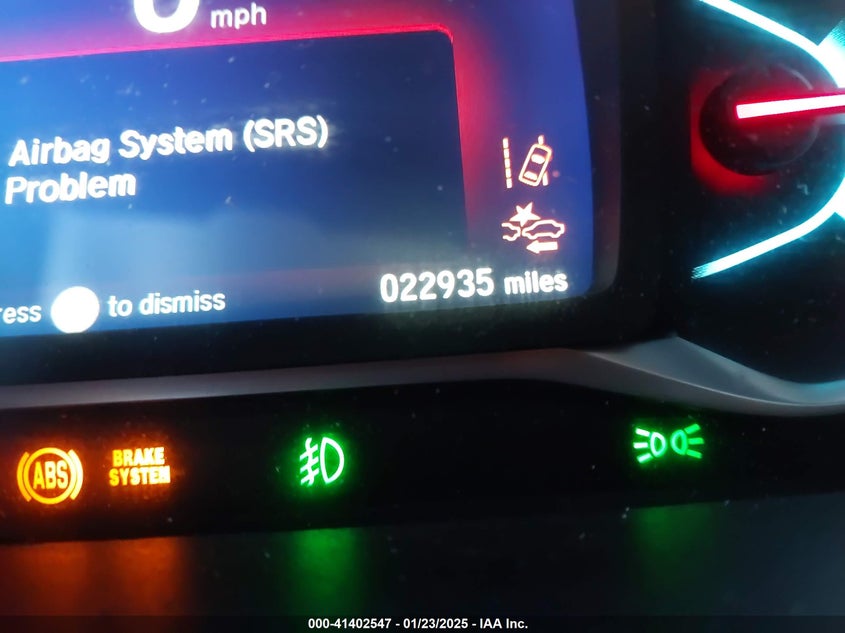 mph
Airbag System (SRS)
Problem
to dismiss
022935 miles
ABS
BRAKE
SYSTEM
000-41402547 - 01/23/2025 - IAA Inc.